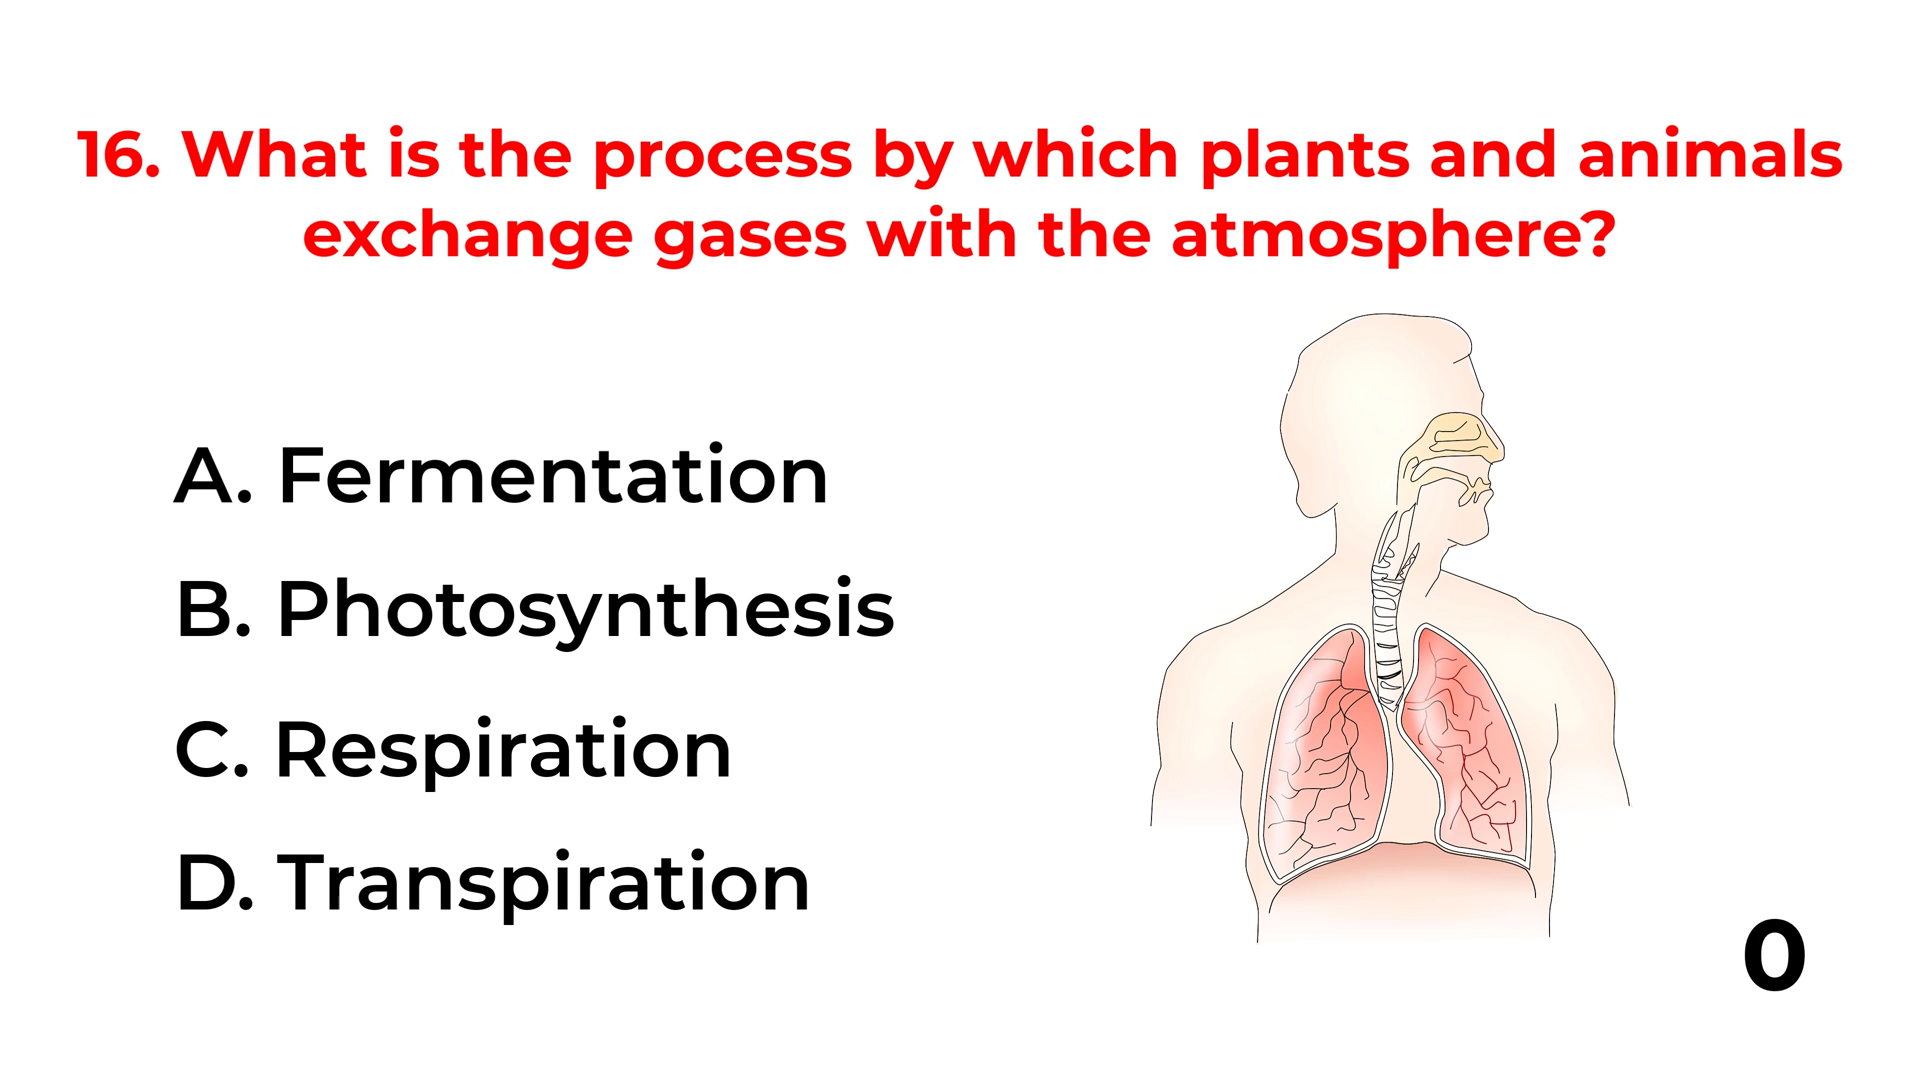 16. What is the process by which plants and animals
exchange gases with the atmosphere?
A. Fermentation
B. Photosynthesis
C. Respiration
D. Transpiration
0